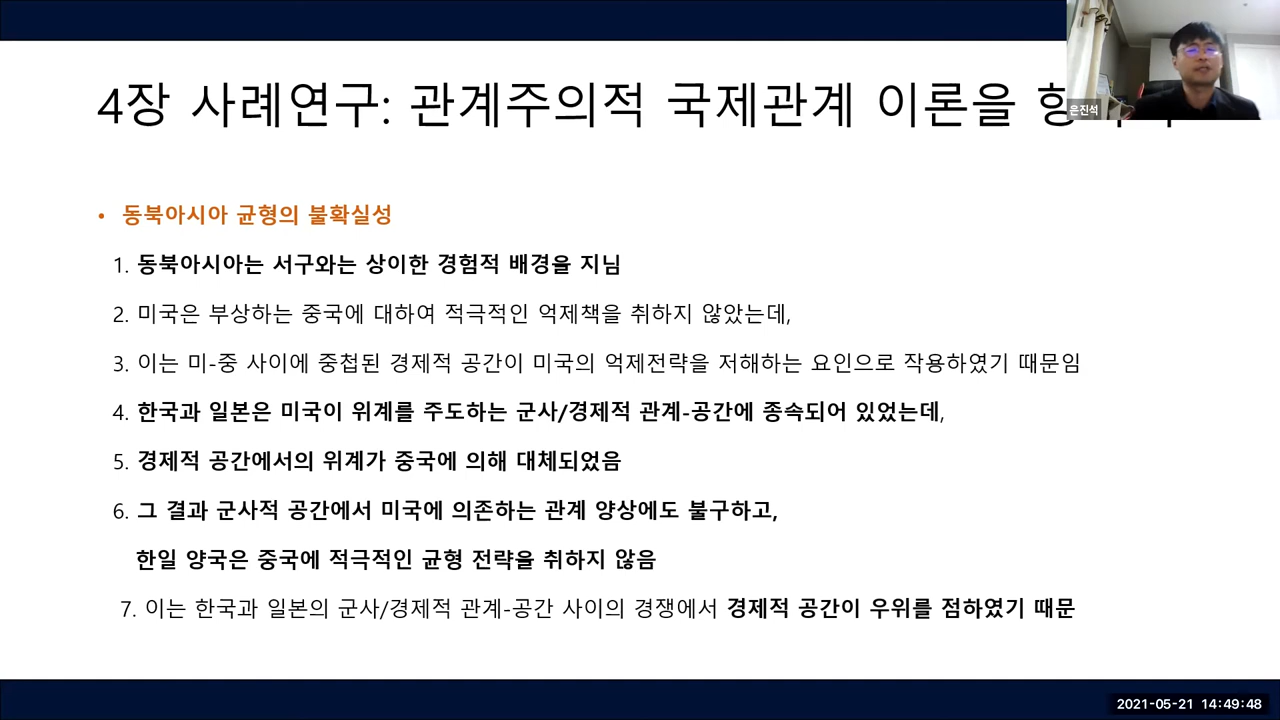 4장 사례연구: 관계주의적 국제관계 이론을
은진석
• 동북아시아 균형의 불확실성
1. 동북아시아는 서구와는 상이한 경험적 배경을 지님
2. 미국은 부상하는 중국에 대하여 적극적인 억제책을 취하지 않았는데,
3. 이는 미-중 사이에 중첩된 경제적 공간이 미국의 억제전략을 저해하는 요인으로 작용하였기 때문임
4. 한국과 일본은 미국이 위계를 주도하는 군사/경제적 관계-공간에 종속되어 있었는데,
5. 경제적 공간에서의 위계가 중국에 의해 대체되었음
6. 그 결과 군사적 공간에서 미국에 의존하는 관계 양상에도 불구하고,
한일 양국은 중국에 적극적인 균형 전략을 취하지 않음
7. 이는 한국과 일본의 군사/경제적 관계-공간 사이의 경쟁에서 경제적 공간이 우위를 점하였기 때문
2021-05-21 14:49:48